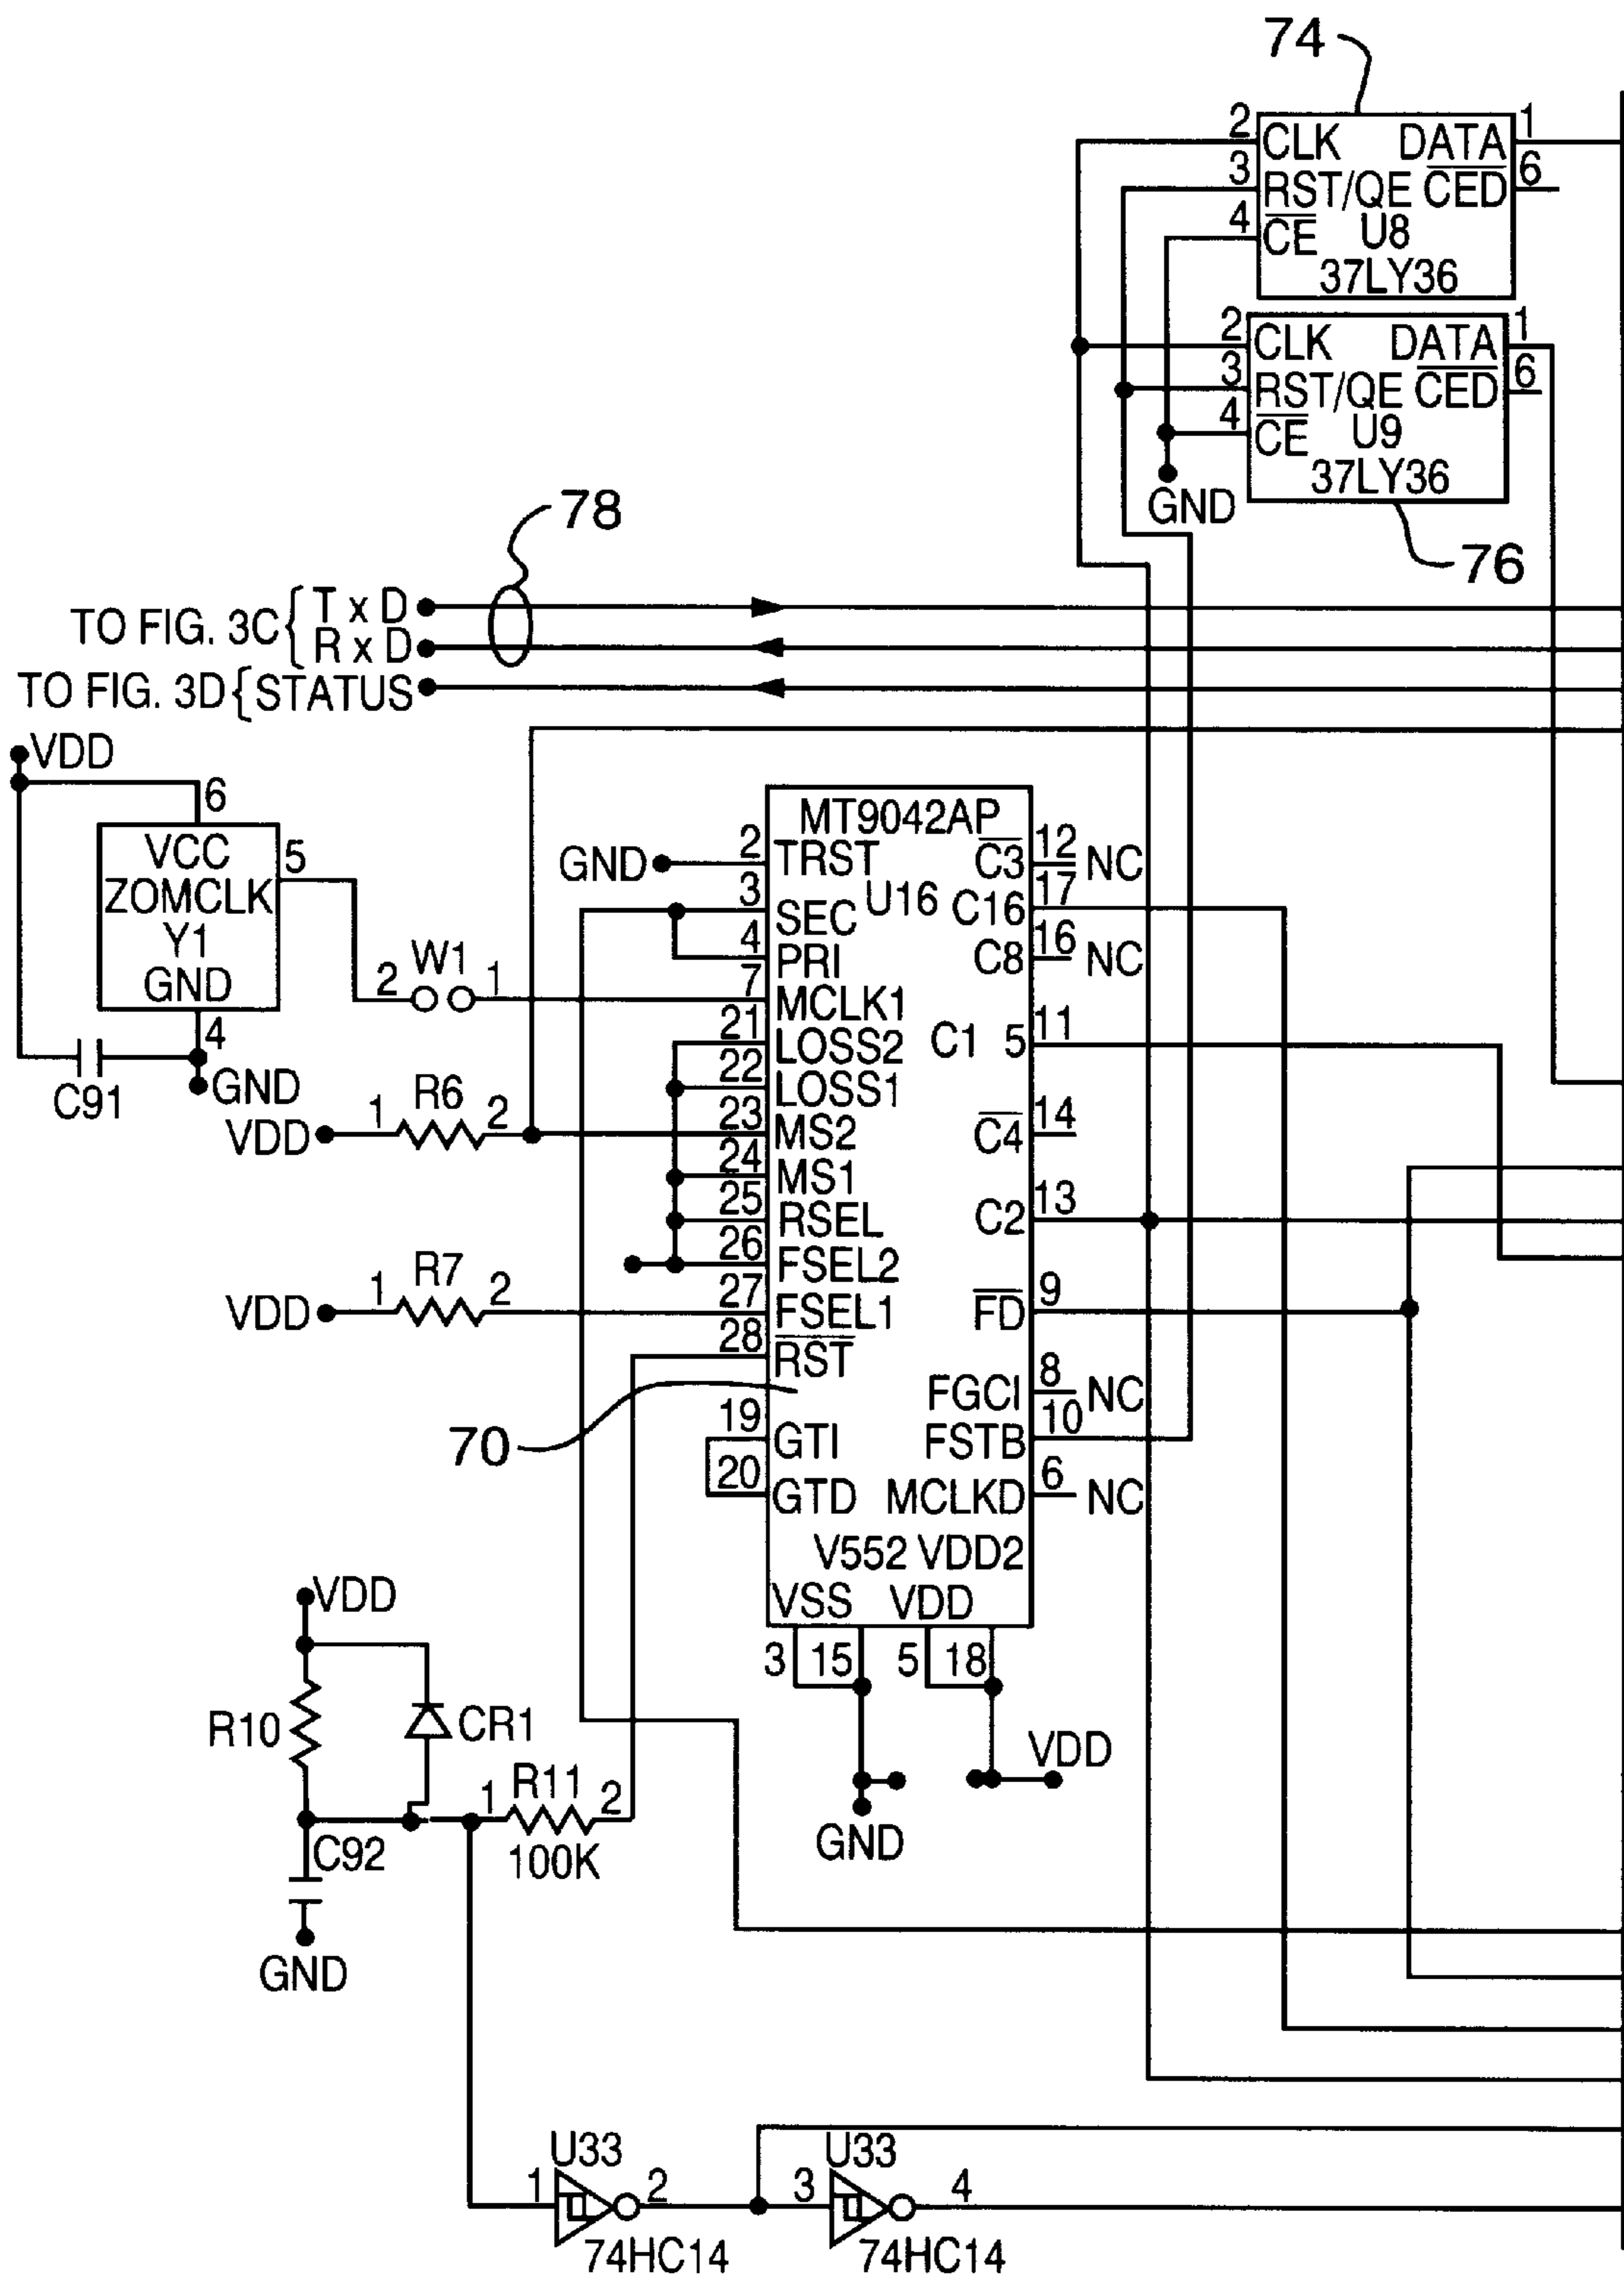 74
2 CLK DATA 1
3 RST/QE CED 6
4 CE U8
37LY36
2 CLK DATA 1
3 RST/QE CED 6
4 CE U9
37LY36
GND
76
78
TO FIG. 3C { T x D
R x D
TO FIG. 3D { STATUS
VDD
6
VCC 5
ZOMCLK
Y1
GND
4
C91
GND
2 W1 1
VDD 1 R6 2
VDD 1 R7 2
MT9042AP
GND 2 TRST C3 12 NC
3 SEC U16 C16 17
4 PRI C8 16 NC
7 MCLK1
21 LOSS2 C1 5 11
22 LOSS1
23 MS2 C4 14
24 MS1
25 RSEL C2 13
26 FSEL2
27 FSEL1 FD 9
28 RST
70
FGCI 8 NC
19 GTI FSTB 10
20 GTD MCLKD 6 NC
V552 VDD2
VSS VDD
3 15 5 18
GND
VDD
VDD
R10
CR1
1 R11 2
100K
C92
GND
U33
1 2
74HC14
U33
3 4
74HC14